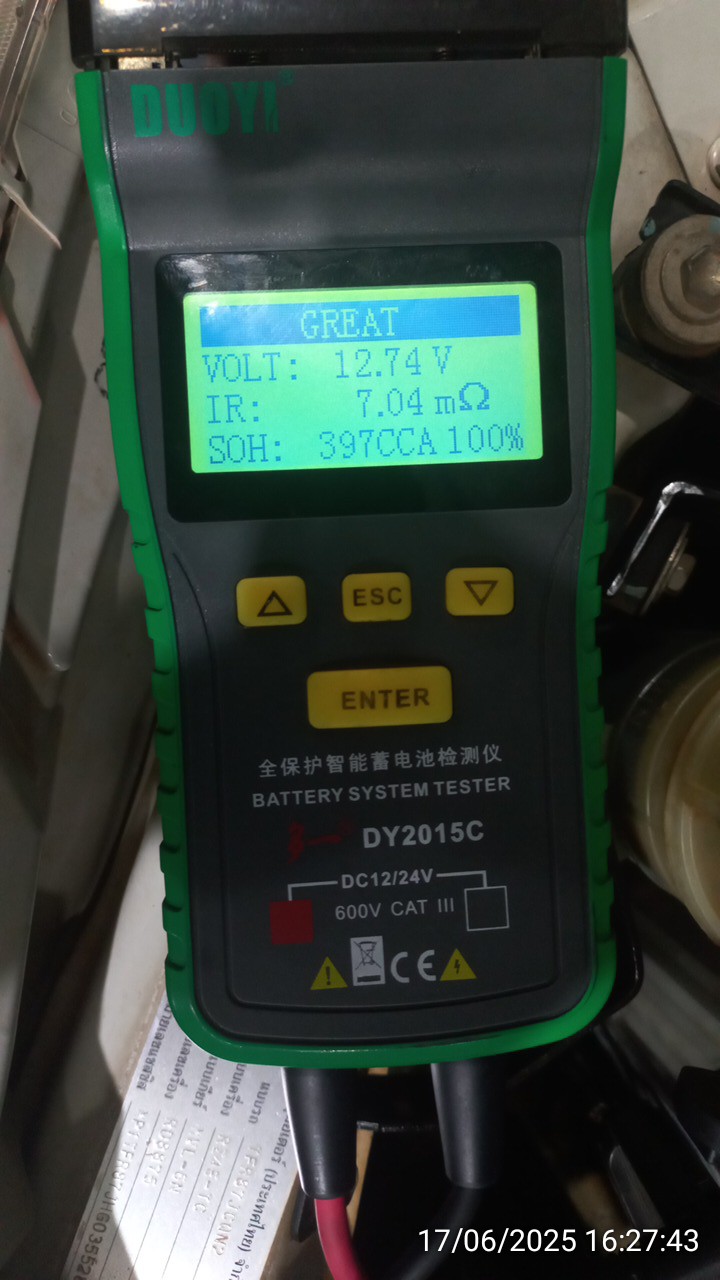 DUOYI
GREAT
VOLT: 12.74 V
IR: 7.04 mΩ
SOH: 397CCA 100%
ESC
ENTER
全保护智能蓄电池检测仪
BATTERY SYSTEM TESTER
DY2015C
DC12/24V
600V CAT III
CE
17/06/2025 16:27:43